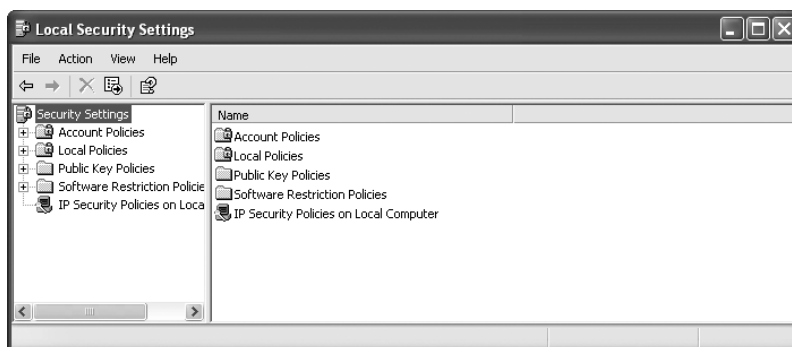 Local Security Settings
File Action View Help
Security Settings
Account Policies
Local Policies
Public Key Policies
Software Restriction Policie
IP Security Policies on Loca
Name
Account Policies
Local Policies
Public Key Policies
Software Restriction Policies
IP Security Policies on Local Computer